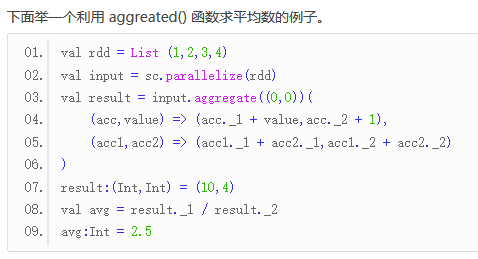 下面举一个利用 aggreated() 函数求平均数的例子。
01. val rdd = List (1,2,3,4)
02. val input = sc.parallelize(rdd)
03. val result = input.aggregate((0,0))(
04. (acc,value) => (acc._1 + value,acc._2 + 1),
05. (acc1,acc2) => (acc1._1 + acc2._1,acc1._2 + acc2._2)
06. )
07. result:(Int,Int) = (10,4)
08. val avg = result._1 / result._2
09. avg:Int = 2.5